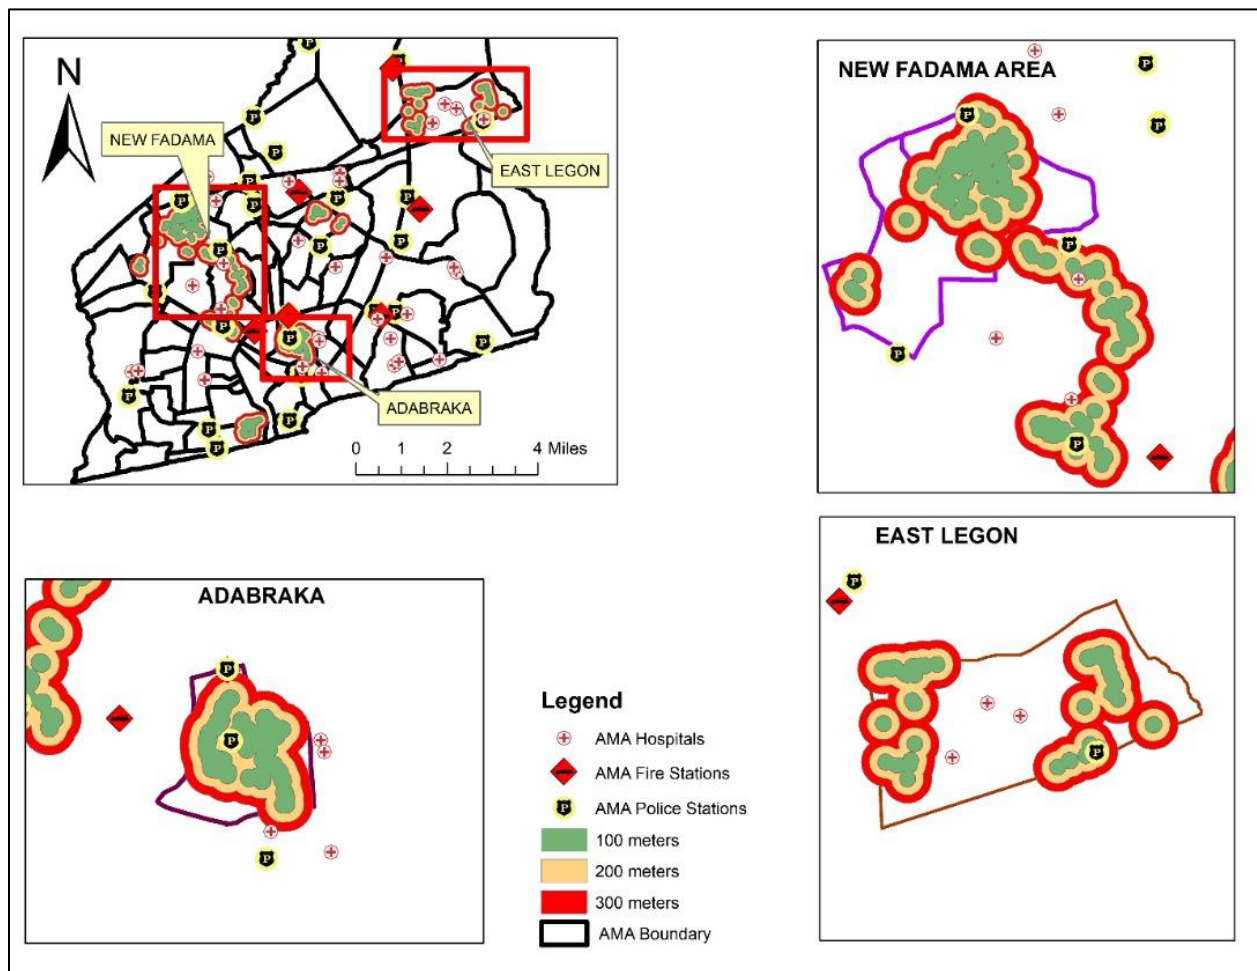 N
NEW FADAMA
EAST LEGON
ADABRAKA
0 1 2 4 Miles
NEW FADAMA AREA
ADABRAKA
EAST LEGON
Legend
AMA Hospitals
AMA Fire Stations
AMA Police Stations
100 meters
200 meters
300 meters
AMA Boundary